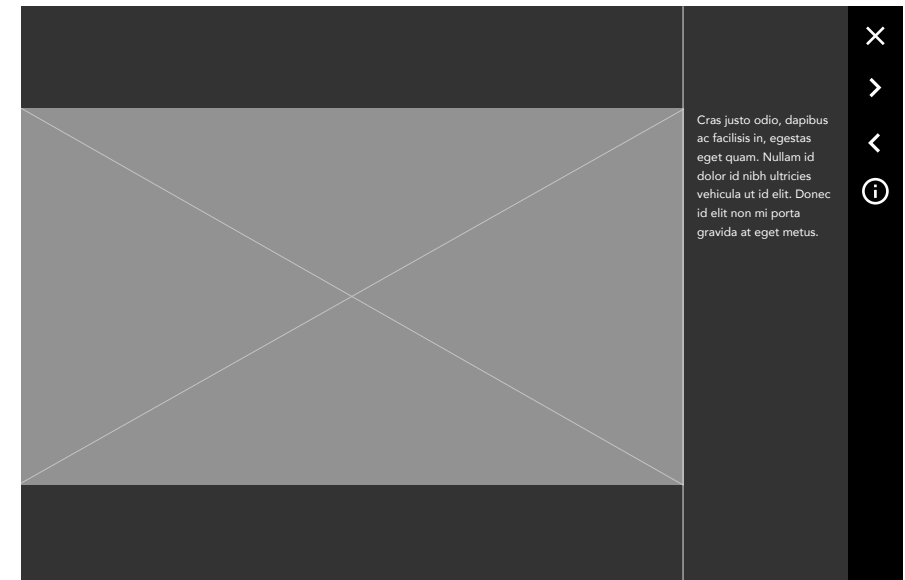 Cras justo odio, dapibus
ac facilisis in, egestas
eget quam. Nullam id
dolor id nibh ultricies
vehicula ut id elit. Donec
id elit non mi porta
gravida at eget metus.